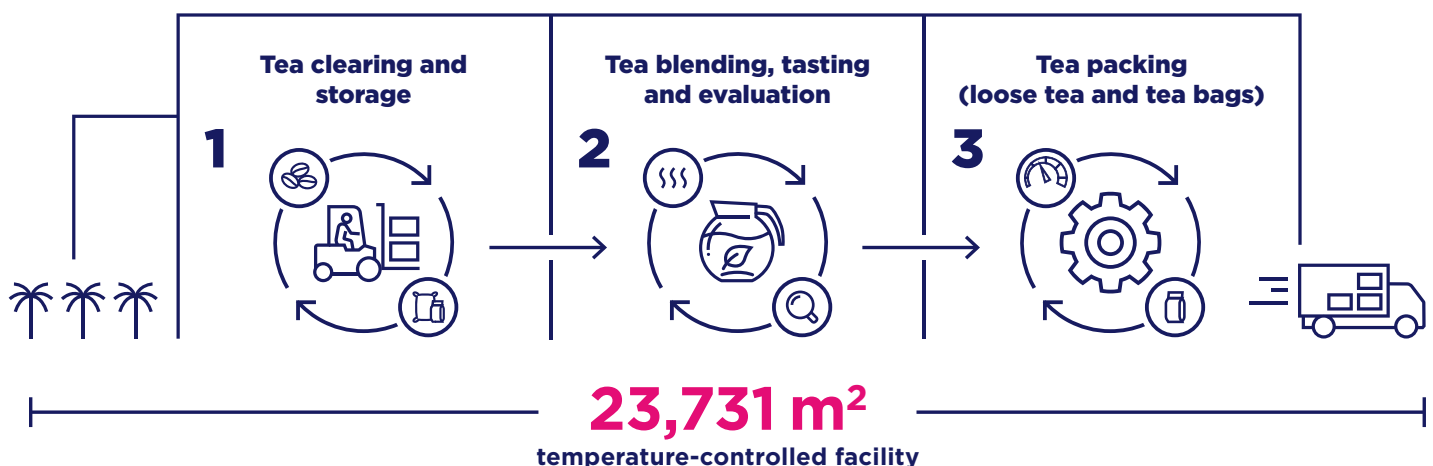 Tea clearing and
storage
1
Tea blending, tasting
and evaluation
2
Tea packing
(loose tea and tea bags)
3
23,731 m²
temperature-controlled facility